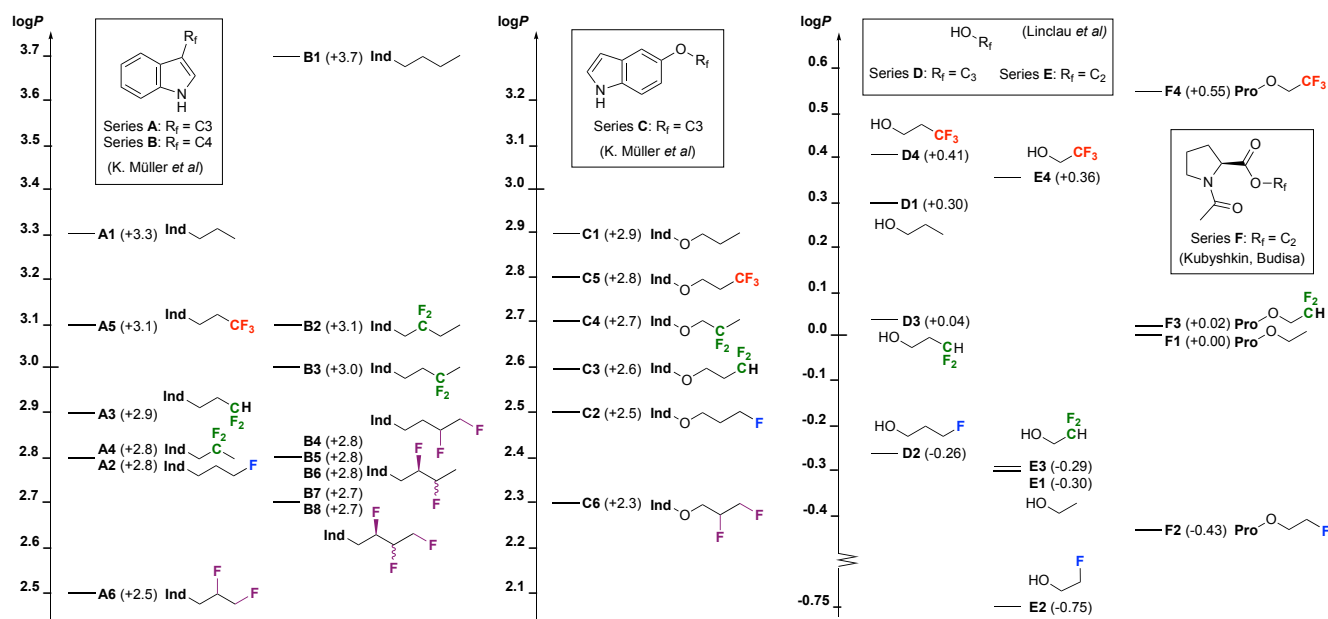 logP
3.7
3.6
3.5
3.4
3.3
3.2
3.1
3.0
2.9
2.8
2.7
2.6
2.5
Rf
N
H
Series A: Rf = C3
Series B: Rf = C4
(K. Müller et al)
B1 (+3.7) Ind
A1 (+3.3) Ind
A5 (+3.1) Ind
CF3
B2 (+3.1) Ind
F2
C
B3 (+3.0) Ind
C
F2
A3 (+2.9) Ind
CH
F2
A4 (+2.8) Ind
F2
C
A2 (+2.8) Ind
F
B4 (+2.8)
Ind
F
F
B5 (+2.8)
B6 (+2.8) Ind
F
F
B7 (+2.7)
B8 (+2.7)
Ind
F
F
F
A6 (+2.5) Ind
F
F
logP
3.2
3.1
3.0
2.9
2.8
2.7
2.6
2.5
2.4
2.3
2.2
2.1
O
Rf
N
H
Series C: Rf = C3
(K. Müller et al)
C1 (+2.9) Ind
O
C5 (+2.8) Ind
O
CF3
C4 (+2.7) Ind
O
C
F2
C3 (+2.6) Ind
O
F2
CH
C2 (+2.5) Ind
O
F
C6 (+2.3) Ind
O
F
F
logP
0.6
0.5
0.4
0.3
0.2
0.1
0.0
-0.1
-0.2
-0.3
-0.4
-0.75
HO
Rf
(Linclau et al)
Series D: Rf = C3
Series E: Rf = C2
HO
CF3
D4 (+0.41)
HO
CF3
E4 (+0.36)
D1 (+0.30)
HO
D3 (+0.04)
HO
CH
F2
HO
F
D2 (-0.26)
HO
F2
CH
E3 (-0.29)
E1 (-0.30)
HO
HO
F
E2 (-0.75)
F4 (+0.55) Pro
O
CF3
O
O
Rf
N
O
Series F: Rf = C2
(Kubyshkin, Budisa)
F3 (+0.02) Pro
O
F2
CH
F1 (+0.00) Pro
O
F2 (-0.43) Pro
O
F